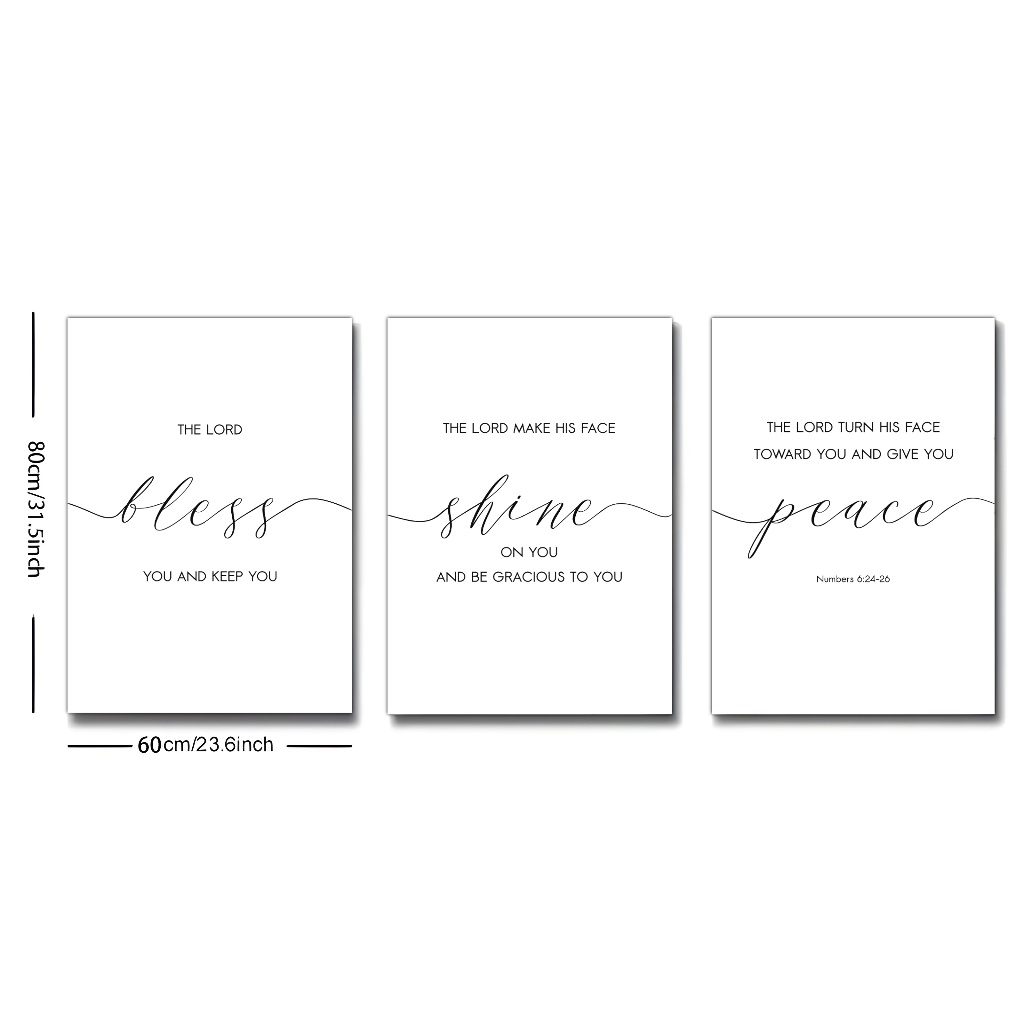 THE LORD
bless
YOU AND KEEP YOU
THE LORD MAKE HIS FACE
shine
ON YOU
AND BE GRACIOUS TO YOU
THE LORD TURN HIS FACE
TOWARD YOU AND GIVE YOU
peace
Numbers 6:24-26
80cm/31.5inch
60cm/23.6inch